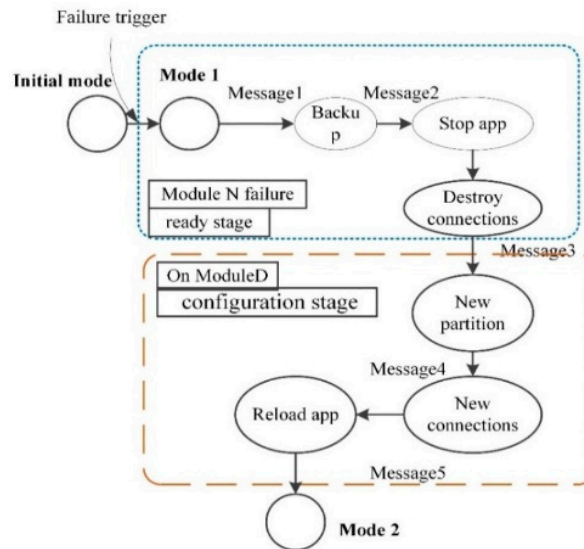 Failure trigger
Initial mode
Mode 1
Message1
Backu
p
Message2
Stop app
Module N failure
ready stage
Destroy
connections
Message3
On ModuleD
configuration stage
New
partition
Message4
Reload app
New
connections
Message5
Mode 2